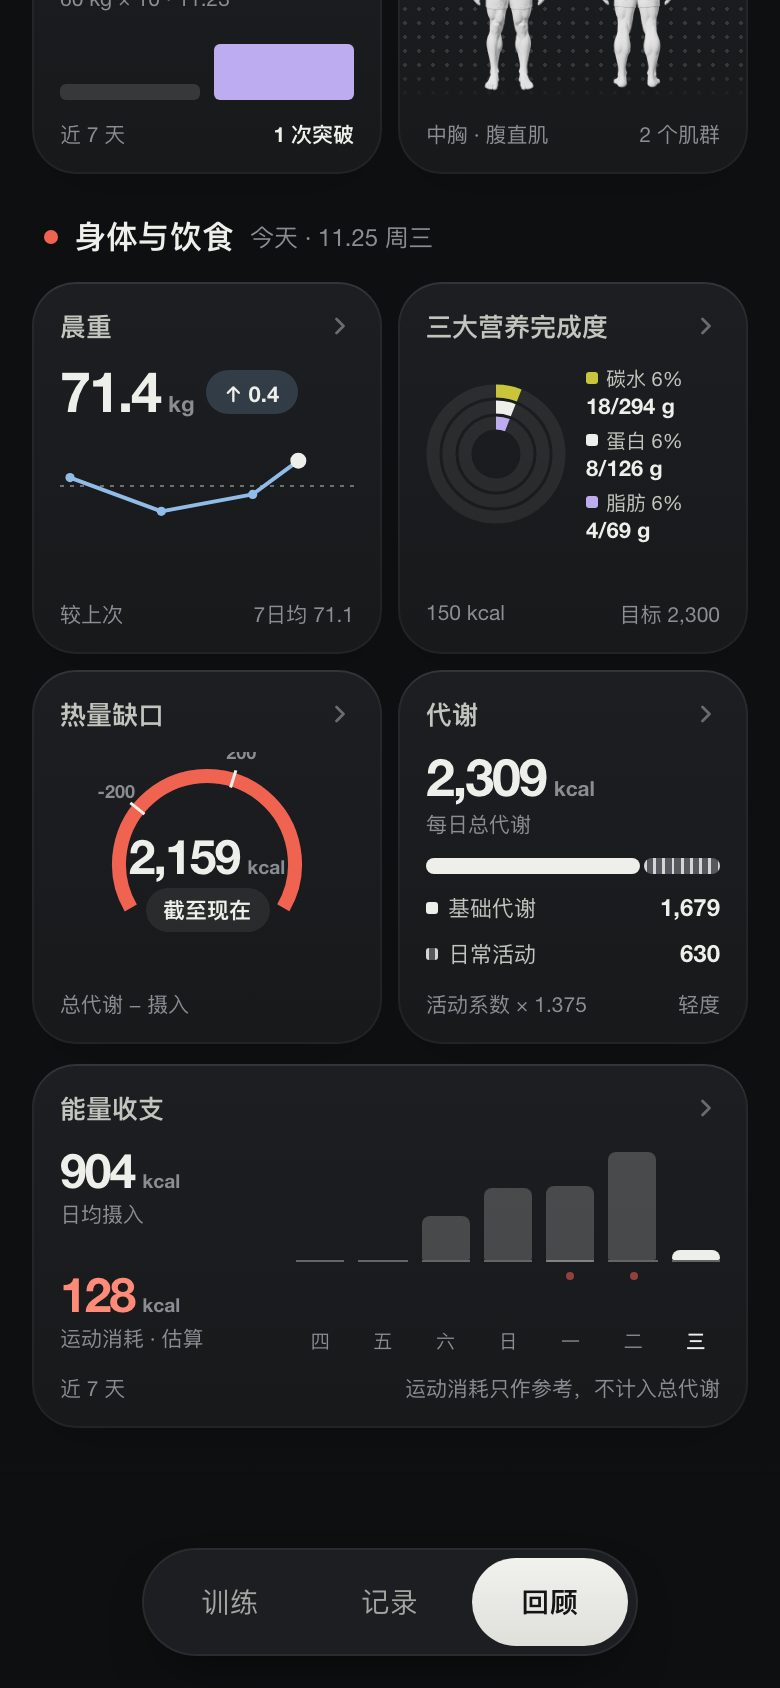 60 kg × 10 · 11.23
近 7 天
1 次突破
中胸 · 腹直肌
2 个肌群
身体与饮食 今天 · 11.25 周三
晨重
71.4 kg ↑ 0.4
较上次
7日均 71.1
三大营养完成度
碳水 6%
18/294 g
蛋白 6%
8/126 g
脂肪 6%
4/69 g
150 kcal
目标 2,300
热量缺口
-200
200
2,159 kcal
截至现在
总代谢 – 摄入
代谢
2,309 kcal
每日总代谢
基础代谢 1,679
日常活动 630
活动系数 × 1.375
轻度
能量收支
904 kcal
日均摄入
128 kcal
运动消耗 · 估算
四 五 六 日 一 二 三
近 7 天
运动消耗只作参考，不计入总代谢
训练 记录 回顾